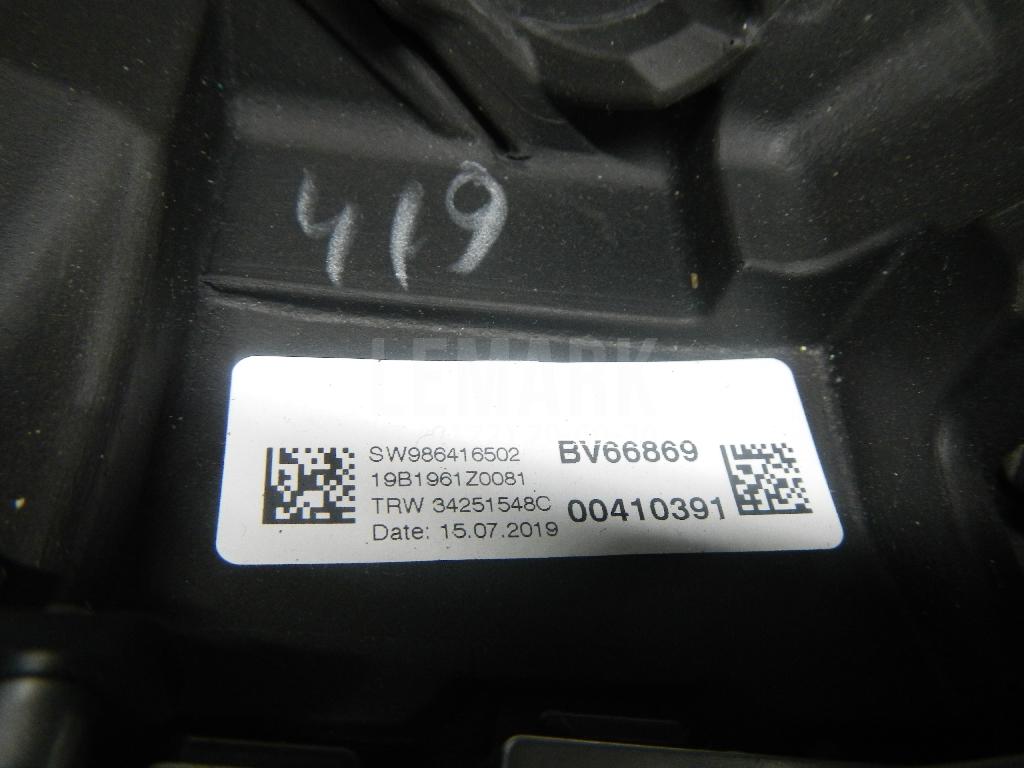 419
LEMARK
SW986416502
19B1961Z0081
TRW 34251548C
Date: 15.07.2019
BV66869
00410391